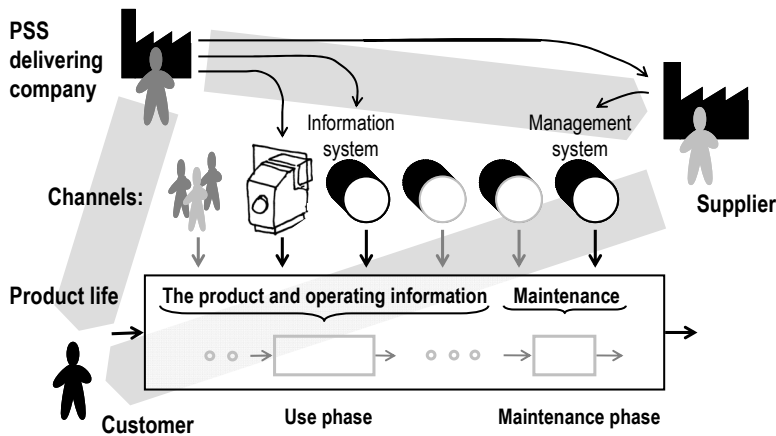 PSS
delivering
company
Information
system
Management
system
Channels:
Supplier
Product life
The product and operating information
Maintenance
Customer
Use phase
Maintenance phase